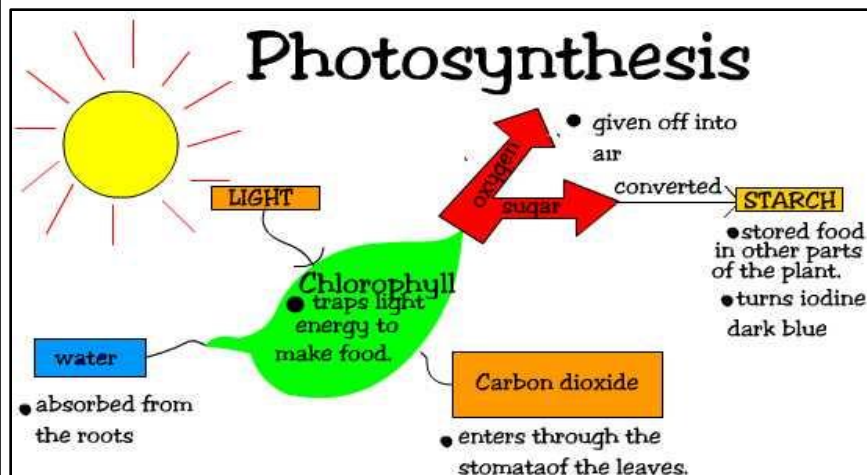 Photosynthesis
● given off into
air
oxygen
sugar
converted
STARCH
● stored food
in other parts
of the plant.
● turns iodine
dark blue
LIGHT
Chlorophyll
● traps light
energy to
make food.
water
● absorbed from
the roots
Carbon dioxide
● enters through the
stomataof the leaves.